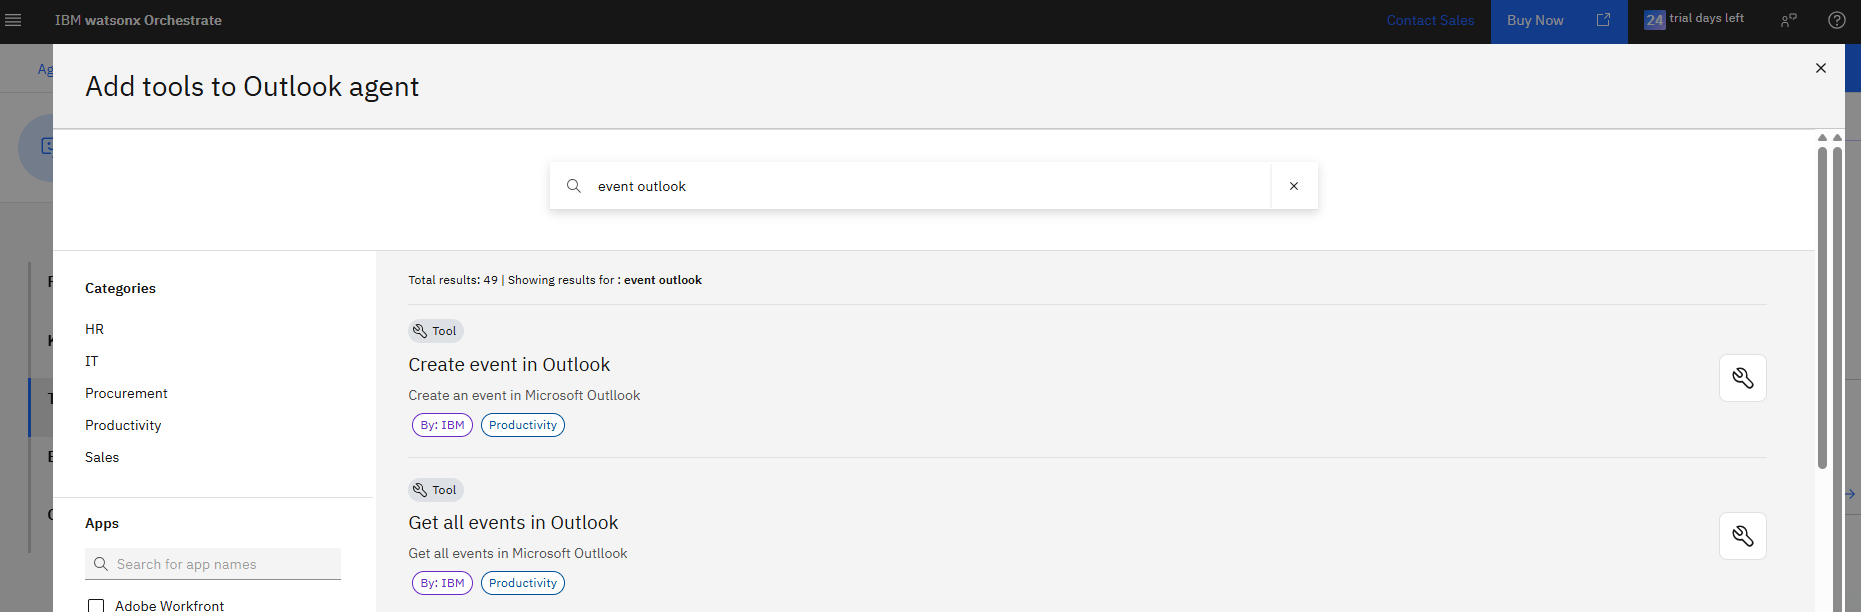 IBM watsonx Orchestrate
Contact Sales
Buy Now
24 trial days left
Ag
Add tools to Outlook agent
event outlook
Categories
HR
IT
Procurement
Productivity
Sales
Apps
Search for app names
Adobe Workfront
Total results: 49 | Showing results for : event outlook
Tool
Create event in Outlook
Create an event in Microsoft Outllook
By: IBM Productivity
Tool
Get all events in Outlook
Get all events in Microsoft Outllook
By: IBM Productivity